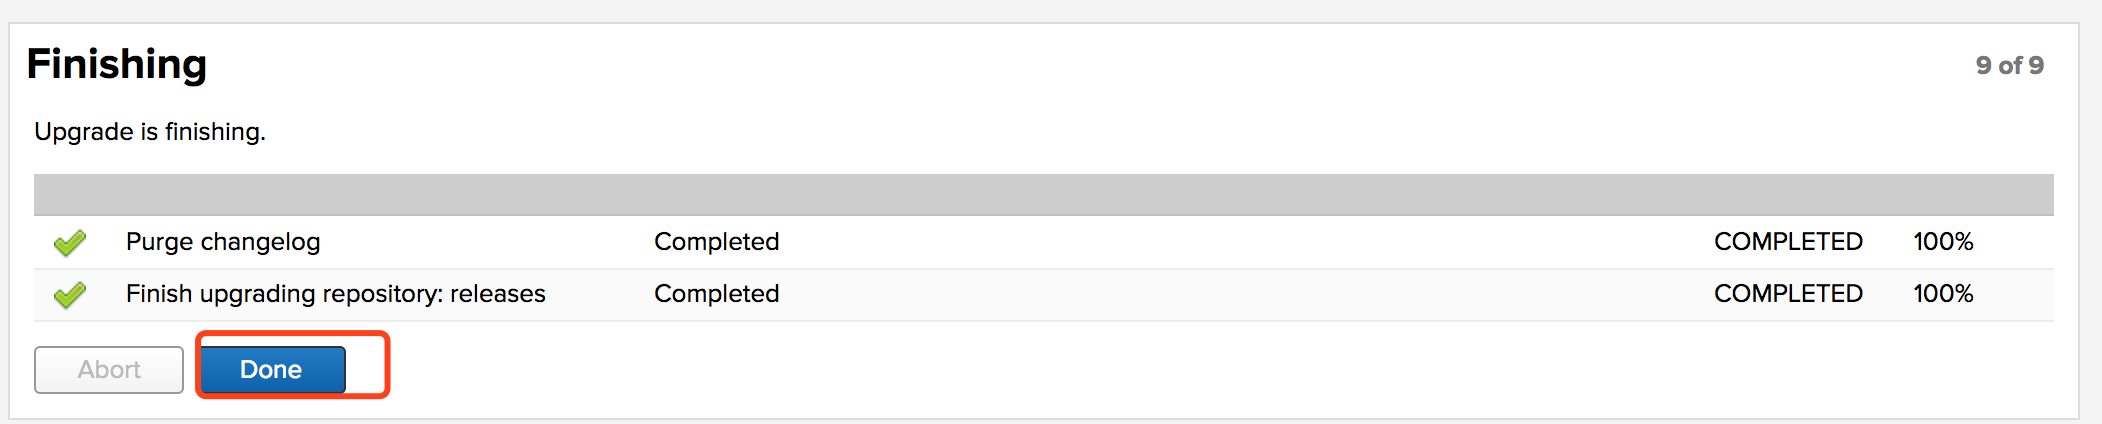 Finishing
9 of 9
Upgrade is finishing.
Purge changelog Completed COMPLETED 100%
Finish upgrading repository: releases Completed COMPLETED 100%
Abort Done